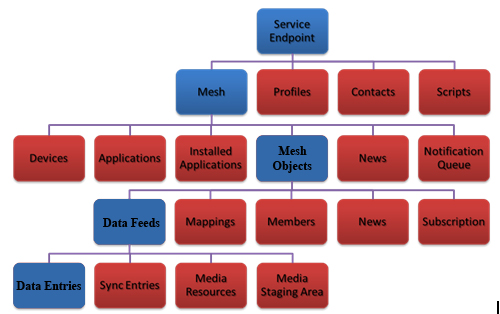 Service
Endpoint
Mesh
Profiles
Contacts
Scripts
Devices
Applications
Installed
Applications
Mesh
Objects
News
Notification
Queue
Data Feeds
Mappings
Members
News
Subscription
Data Entries
Sync Entries
Media
Resources
Media
Staging Area